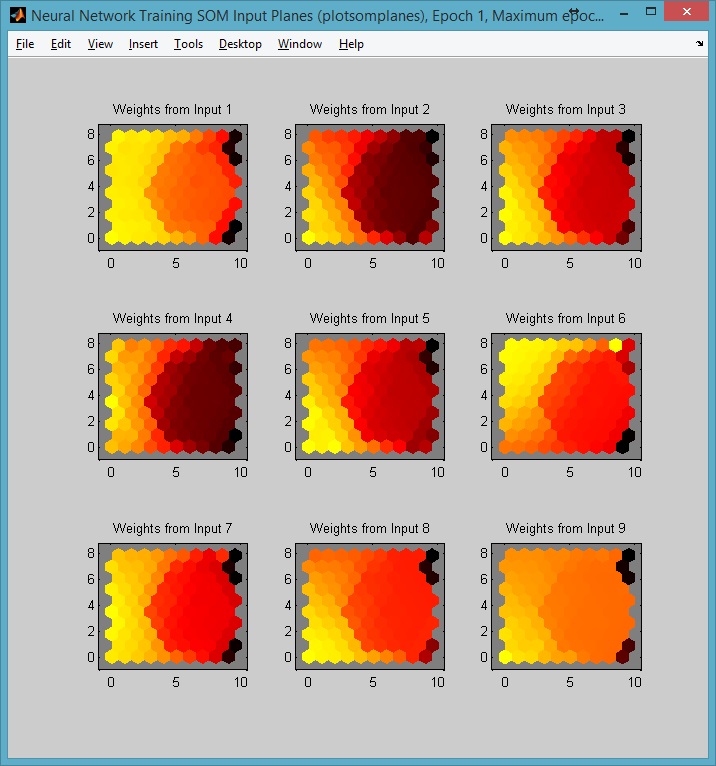 Neural Network Training SOM Input Planes (plotsomplanes), Epoch 1, Maximum epoc...
File Edit View Insert Tools Desktop Window Help
Weights from Input 1 Weights from Input 2 Weights from Input 3
8 8 8
6 6 6
4 4 4
2 2 2
0 0 0
0 5 10 0 5 10 0 5 10
Weights from Input 4 Weights from Input 5 Weights from Input 6
8 8 8
6 6 6
4 4 4
2 2 2
0 0 0
0 5 10 0 5 10 0 5 10
Weights from Input 7 Weights from Input 8 Weights from Input 9
8 8 8
6 6 6
4 4 4
2 2 2
0 0 0
0 5 10 0 5 10 0 5 10